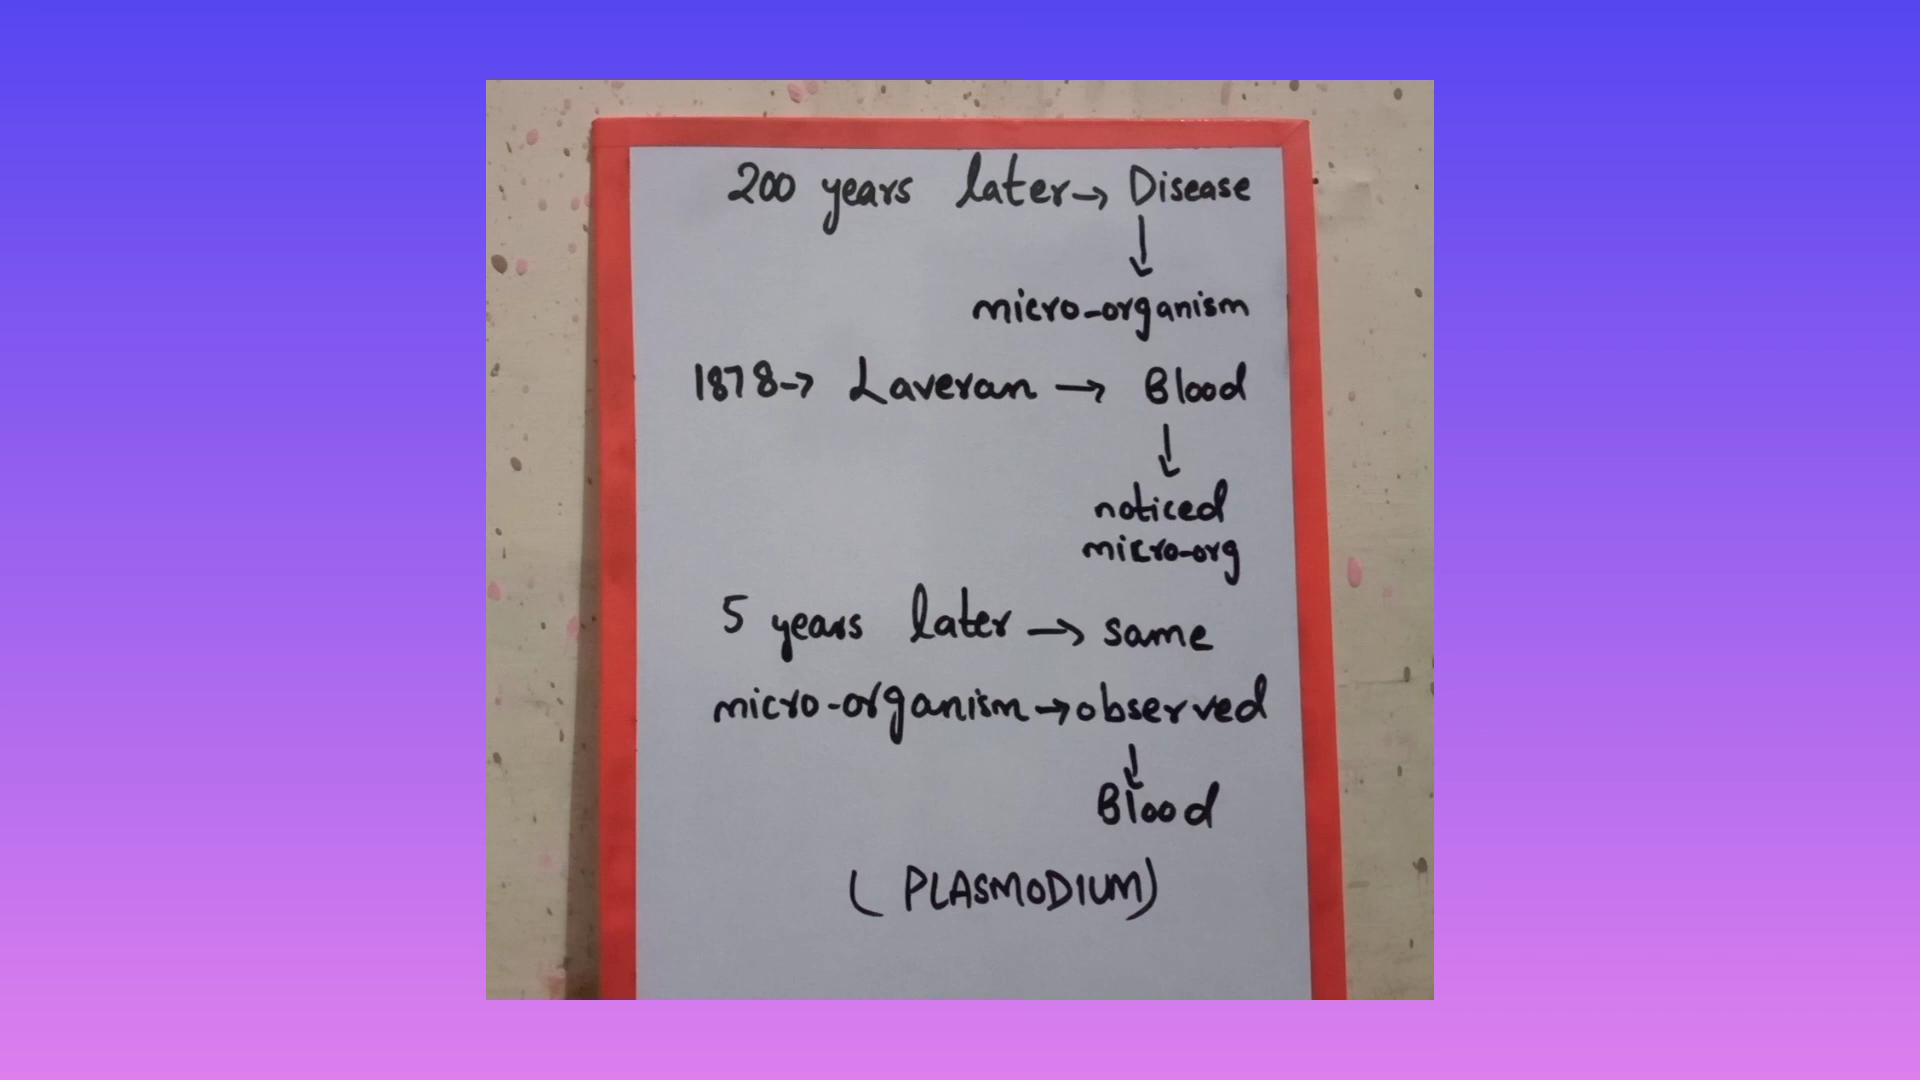 200 years later→ Disease
↓
micro-organism
1878→ Laveran → Blood
↓
noticed
micro-org
5 years later → same
micro-organism→observed
↓
Blood
( PLASMODIUM)